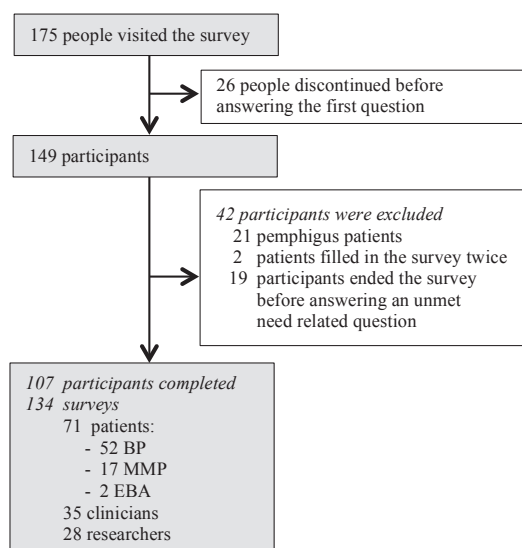 175 people visited the survey
26 people discontinued before
answering the first question
149 participants
42 participants were excluded
21 pemphigus patients
2 patients filled in the survey twice
19 participants ended the survey
before answering an unmet
need related question
107 participants completed
134 surveys
71 patients:
- 52 BP
- 17 MMP
- 2 EBA
35 clinicians
28 researchers